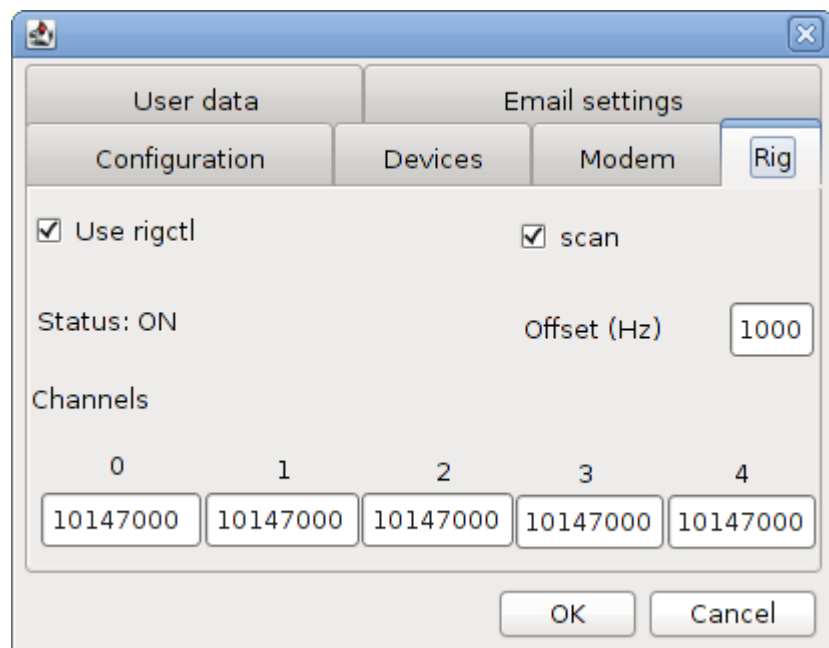 User data Email settings
Configuration Devices Modem Rig
Use rigctl scan
Status: ON Offset (Hz) 1000
Channels
0 1 2 3 4
10147000 10147000 10147000 10147000 10147000
OK Cancel